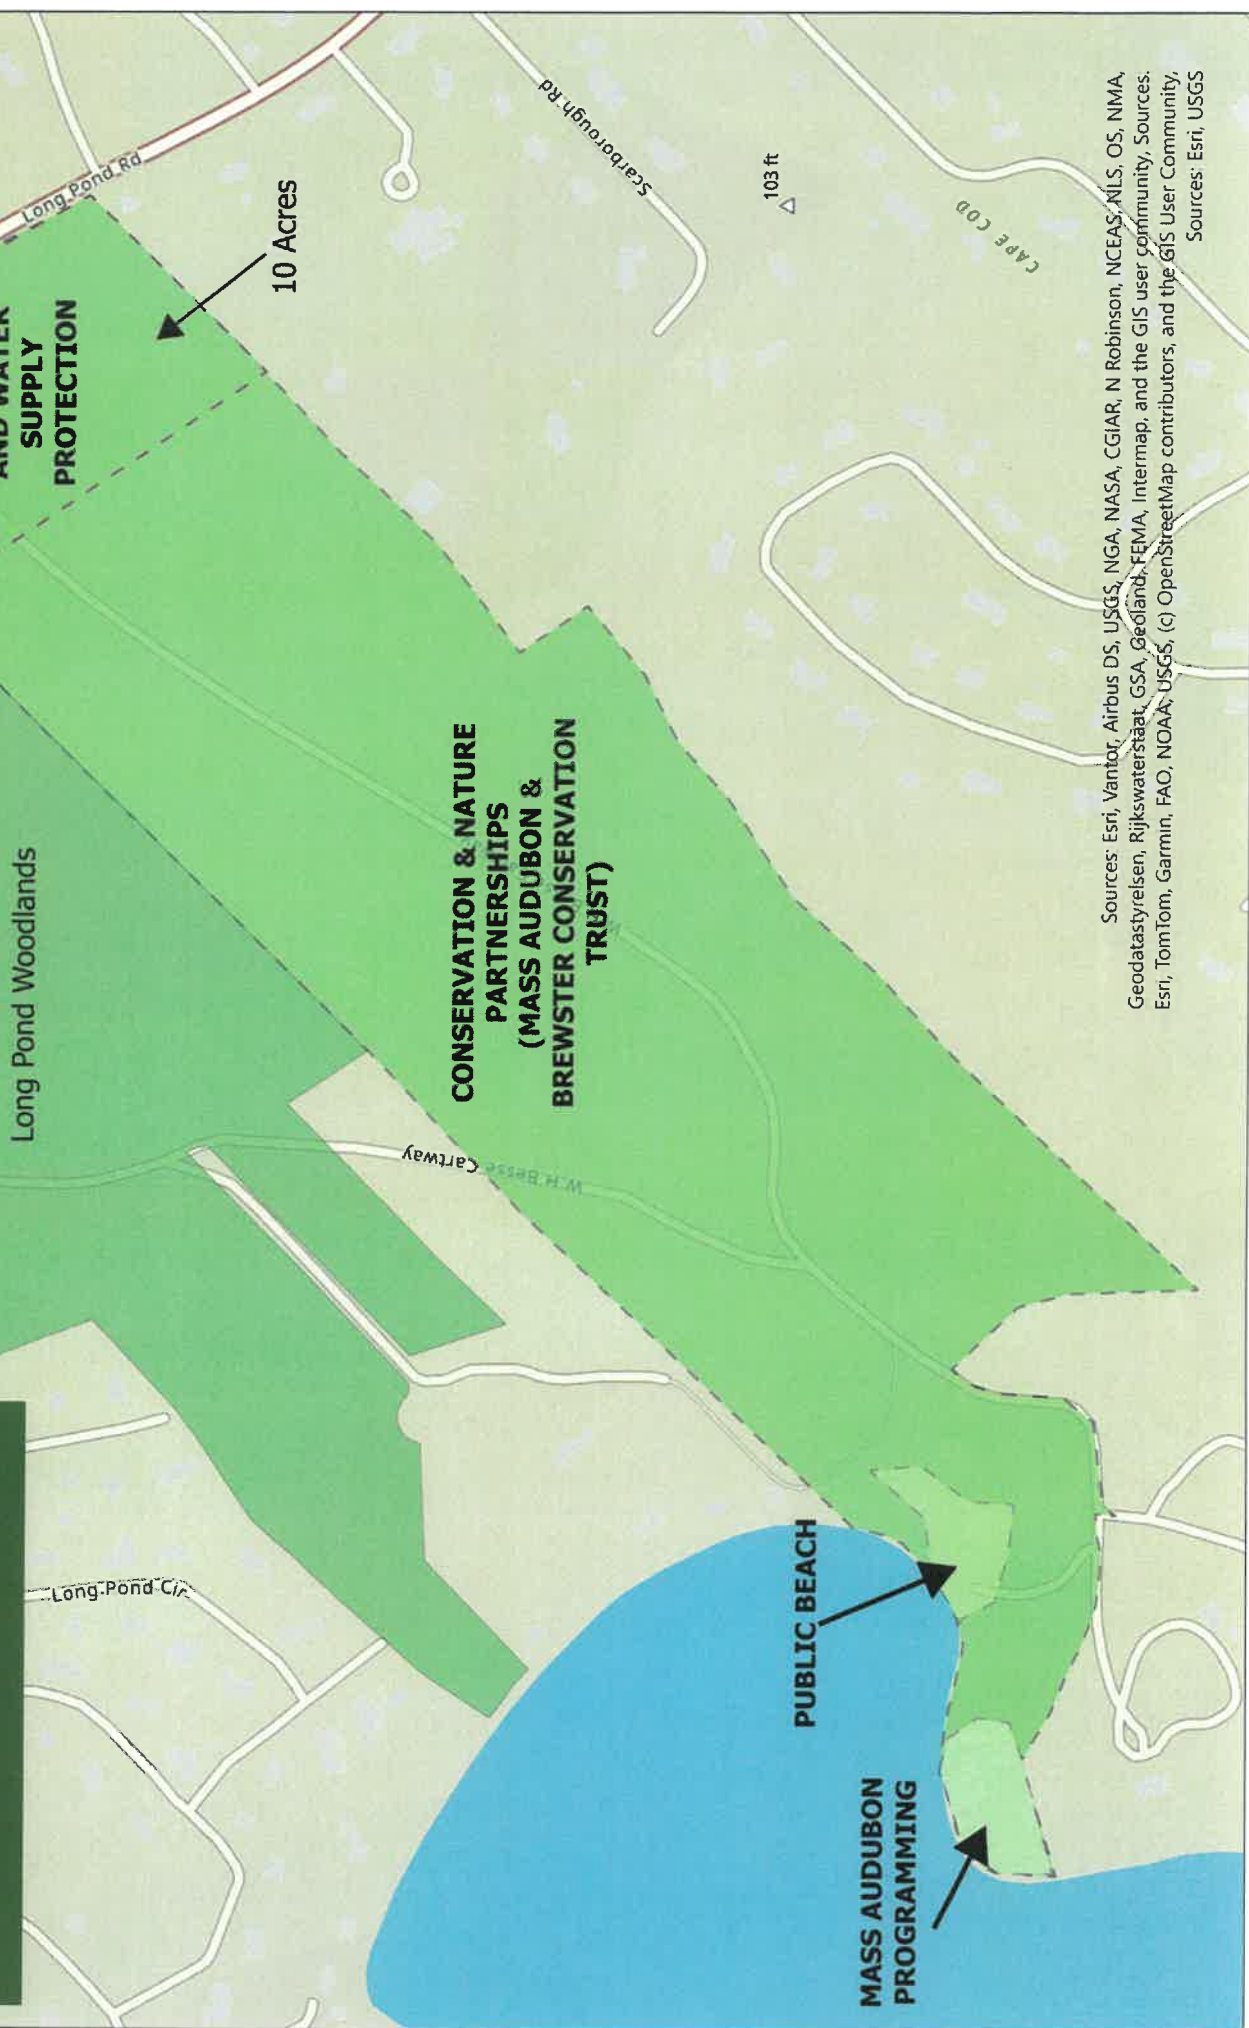 AND WATER
SUPPLY
PROTECTION
10 Acres
Long Pond Rd
Scarborough Rd
103 ft
CAPE COD
Long Pond Woodlands
CONSERVATION & NATURE
PARTNERSHIPS
(MASS AUDUBON &
BREWSTER CONSERVATION
TRUST)
W H Besse Cartway
Long Pond Cir
PUBLIC BEACH
MASS AUDUBON
PROGRAMMING
Sources: Esri, Vantor, Airbus DS, USGS, NGA, NASA, CGIAR, N Robinson, NCEAS, NLS, OS, NMA,
Geodatastyrelsen, Rijkswaterstaat, GSA, Geoland, FEMA, Intermap, and the GIS user community, Sources:
Esri, TomTom, Garmin, FAO, NOAA, USGS, (c) OpenStreetMap contributors, and the GIS User Community,
Sources: Esri, USGS